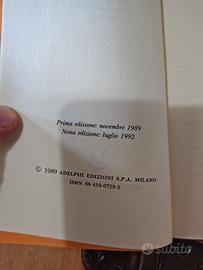 Prima edizione: novembre 1989
Nona edizione: luglio 1992
© 1989 ADELPHI EDIZIONI S.P.A. MILANO
ISBN 88-459-0729-5
subito